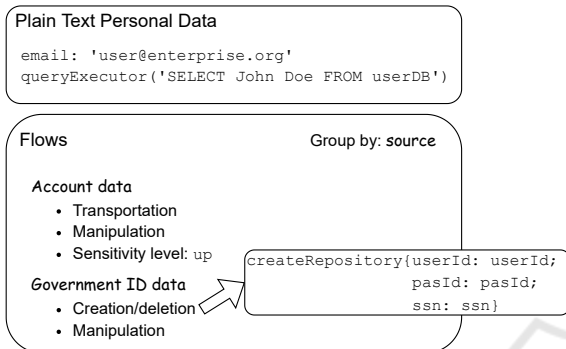 Plain Text Personal Data
email: 'user@enterprise.org'
queryExecutor('SELECT John Doe FROM userDB')
Flows
Group by: source
Account data
• Transportation
• Manipulation
• Sensitivity level: up
Government ID data
• Creation/deletion
• Manipulation
createRepository{userId: userId;
pasId: pasId;
ssn: ssn}